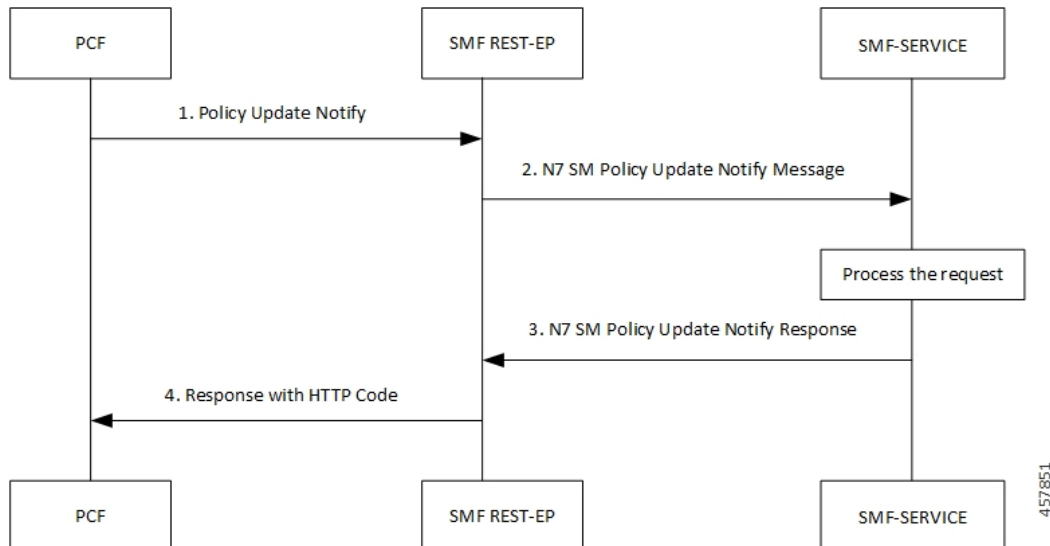 PCF
SMF REST-EP
SMF-SERVICE
1. Policy Update Notify
2. N7 SM Policy Update Notify Message
Process the request
3. N7 SM Policy Update Notify Response
4. Response with HTTP Code
PCF
SMF REST-EP
SMF-SERVICE
457851